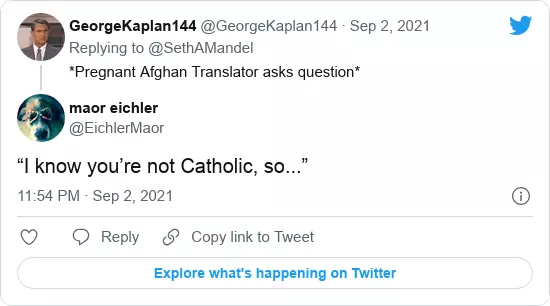 GeorgeKaplan144 @GeorgeKaplan144 · Sep 2, 2021
Replying to @SethAMandel
*Pregnant Afghan Translator asks question*
maor eichler
@EichlerMaor
“I know you’re not Catholic, so...”
11:54 PM · Sep 2, 2021
Reply
Copy link to Tweet
Explore what's happening on Twitter